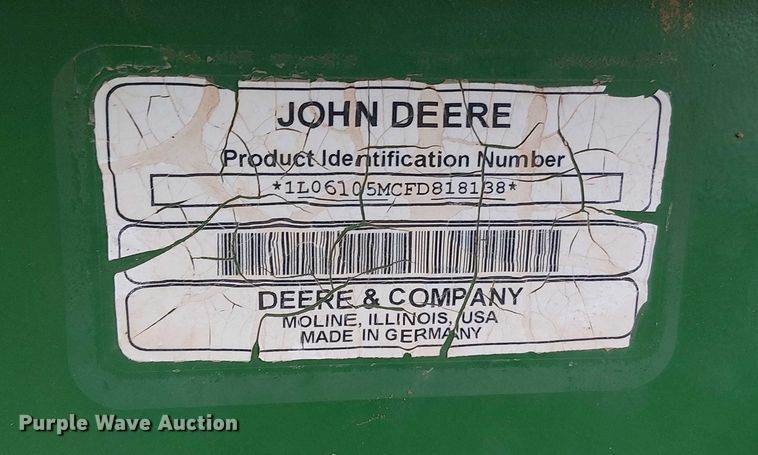 JOHN DEERE
Product Identification Number
*1L06105MCFD818138*
DEERE & COMPANY
MOLINE, ILLINOIS, USA
MADE IN GERMANY
Purple Wave Auction